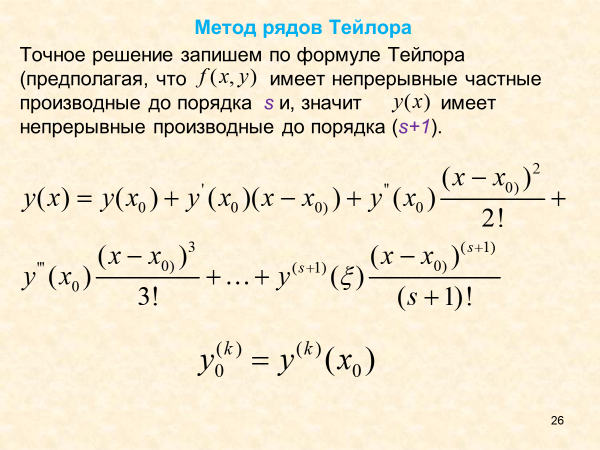 Метод рядов Тейлора
Точное решение запишем по формуле Тейлора
(предполагая, что f(x, y) имеет непрерывные частные
производные до порядка s и, значит y(x) имеет
непрерывные производные до порядка (s+1).
y(x) = y(x_0) + y^'(x_0)(x − x_{0)}) + y^"(x_0) \frac{(x − x_{0)})^2}{2!} +
y^{'''}(x_0) \frac{(x − x_{0)})^3}{3!} + … + y^{(s+1)}(ξ) \frac{(x − x_{0)})^{(s+1)}}{(s + 1)!}
y_0^{(k)} = y^{(k)}(x_0)
26